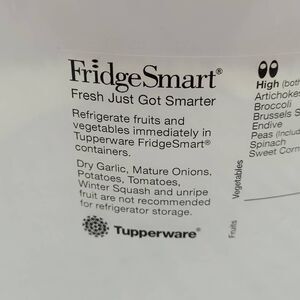 FridgeSmart®
Fresh Just Got Smarter
Refrigerate fruits and
vegetables immediately in
Tupperware FridgeSmart®
containers.
Dry Garlic, Mature Onions,
Potatoes, Tomatoes,
Winter Squash and unripe
fruit are not recommended
for refrigerator storage.
Tupperware®
High (both
Artichokes
Broccoli
Brussels S
Endive
Peas (Includ
Spinach
Sweet Corn
Vegetables
Fruits